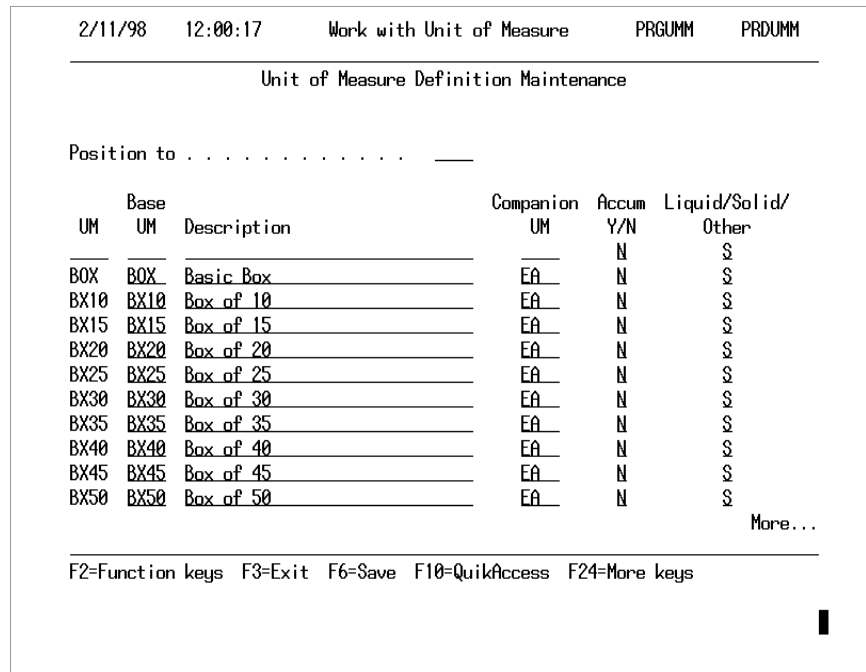 2/11/98 12:00:17 Work with Unit of Measure PRGUMM PRDUMM
Unit of Measure Definition Maintenance
Position to . . . . . . . . . . . . ____
Base Companion Accum Liquid/Solid/
UM UM Description UM Y/N Other
N S
BOX BOX Basic Box EA N S
BX10 BX10 Box of 10 EA N S
BX15 BX15 Box of 15 EA N S
BX20 BX20 Box of 20 EA N S
BX25 BX25 Box of 25 EA N S
BX30 BX30 Box of 30 EA N S
BX35 BX35 Box of 35 EA N S
BX40 BX40 Box of 40 EA N S
BX45 BX45 Box of 45 EA N S
BX50 BX50 Box of 50 EA N S
More...
F2=Function keys F3=Exit F6=Save F10=QuikAccess F24=More keys